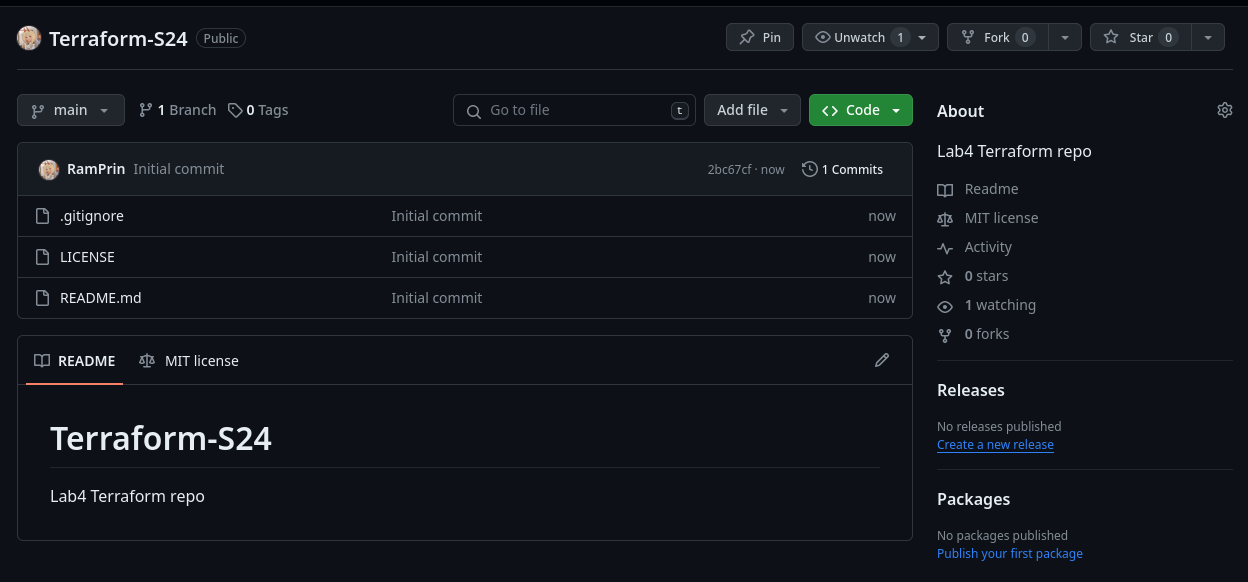 Terraform-S24 Public Pin Unwatch 1 Fork 0 Star 0
main 1 Branch 0 Tags Go to file t Add file Code
RamPrin Initial commit 2bc67cf · now 1 Commits
.gitignore Initial commit now
LICENSE Initial commit now
README.md Initial commit now
README MIT license
Terraform-S24
Lab4 Terraform repo
About
Lab4 Terraform repo
Readme
MIT license
Activity
0 stars
1 watching
0 forks
Releases
No releases published
Create a new release
Packages
No packages published
Publish your first package